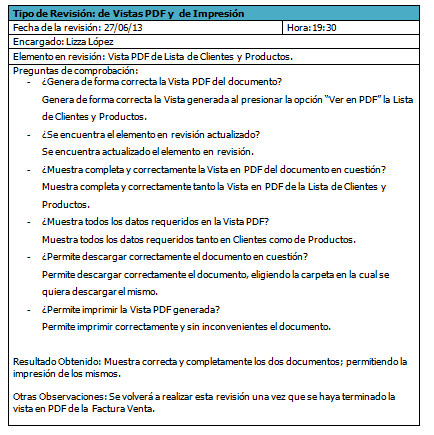 Tipo de Revisión: de Vistas PDF y de Impresión
Fecha de la revisión: 27/06/13 Hora:19:30
Encargado: Lizza López
Elemento en revisión: Vista PDF de Lista de Clientes y Productos.
Preguntas de comprobación:
- ¿Genera de forma correcta la Vista PDF del documento?
Genera de forma correcta la Vista generada al presionar la opción “Ver en PDF” la Lista
de Clientes y Productos.
- ¿Se encuentra el elemento en revisión actualizado?
Se encuentra actualizado el elemento en revisión.
- ¿Muestra completa y correctamente la Vista en PDF del documento en cuestión?
Muestra completa y correctamente tanto la Vista en PDF de la Lista de Clientes y
Productos.
- ¿Muestra todos los datos requeridos en la Vista PDF?
Muestra todos los datos requeridos tanto en Clientes como de Productos.
- ¿Permite descargar correctamente el documento en cuestión?
Permite descargar correctamente el documento, eligiendo la carpeta en la cual se
quiera descargar el mismo.
- ¿Permite imprimir la Vista PDF generada?
Permite imprimir correctamente y sin inconvenientes el documento.
Resultado Obtenido: Muestra correcta y completamente los dos documentos; permitiendo la
impresión de los mismos.
Otras Observaciones: Se volverá a realizar esta revisión una vez que se haya terminado la
vista en PDF de la Factura Venta.